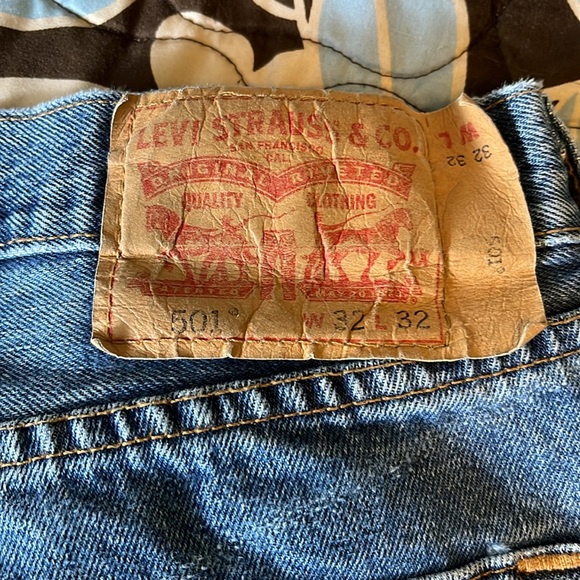 LEVI STRAUSS & CO.
SAN FRANCISCO
CAL
ORIGINAL RIVETED
QUALITY CLOTHING
501® W 32 L 32
W L
32 32